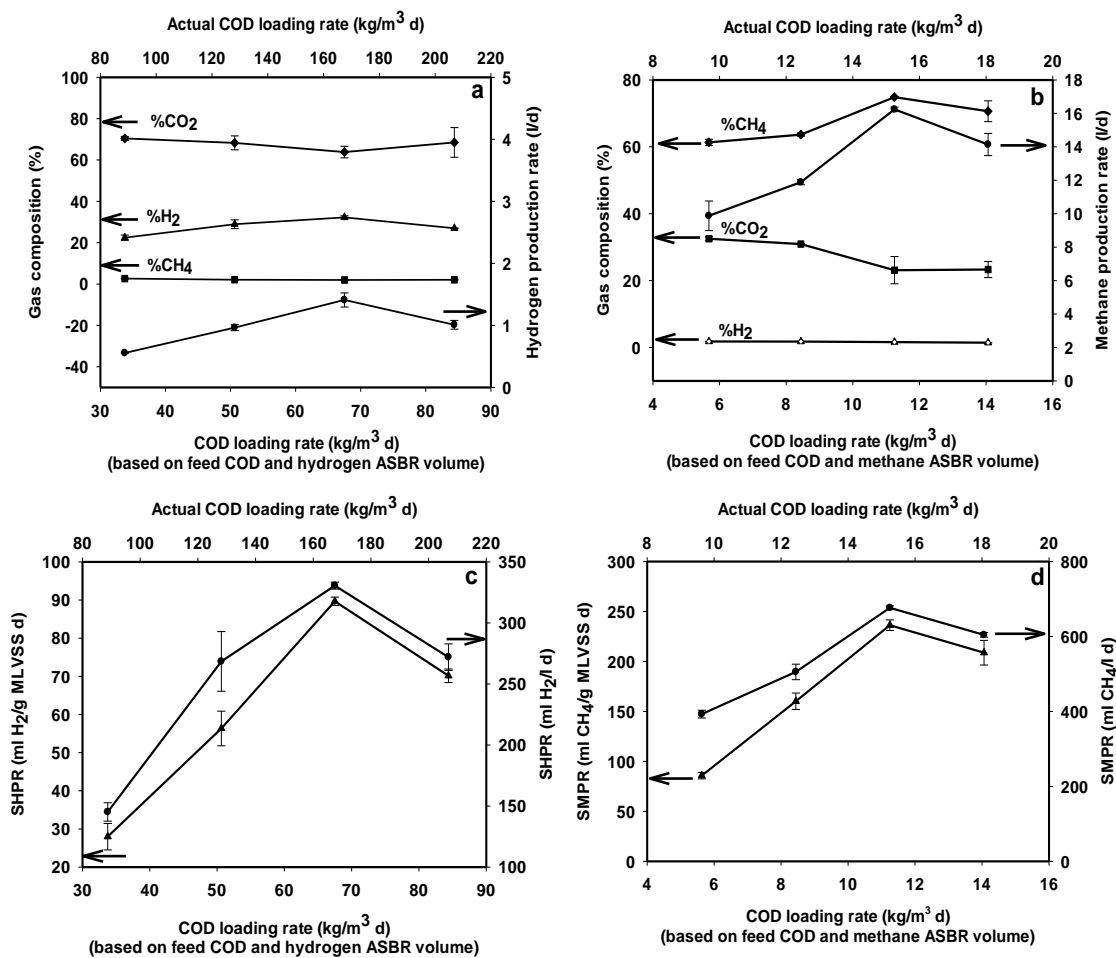 Actual COD loading rate (kg/m3 d)
80 100 120 140 160 180 200 220
a
Gas composition (%)
100
80
60
40
20
0
-20
-40
%CO2
%H2
%CH4
5
4
3
2
1
0
Hydrogen production rate (l/d)
30 40 50 60 70 80 90
COD loading rate (kg/m3 d)
(based on feed COD and hydrogen ASBR volume)
Actual COD loading rate (kg/m3 d)
8 10 12 14 16 18 20
b
Gas composition (%)
80
60
40
20
0
%CH4
%CO2
%H2
18
16
14
12
10
8
6
4
2
0
Methane production rate (l/d)
4 6 8 10 12 14 16
COD loading rate (kg/m3 d)
(based on feed COD and methane ASBR volume)
Actual COD loading rate (kg/m3 d)
80 100 120 140 160 180 200 220
c
SHPR (ml H2/g MLVSS d)
100
90
80
70
60
50
40
30
20
350
300
250
200
150
100
SHPR (ml H2/l d)
30 40 50 60 70 80 90
COD loading rate (kg/m3 d)
(based on feed COD and hydrogen ASBR volume)
Actual COD loading rate (kg/m3 d)
8 10 12 14 16 18 20
d
SMPR (ml CH4/g MLVSS d)
300
250
200
150
100
50
0
800
600
400
200
0
SMPR (ml CH4/l d)
4 6 8 10 12 14 16
COD loading rate (kg/m3 d)
(based on feed COD and methane ASBR volume)